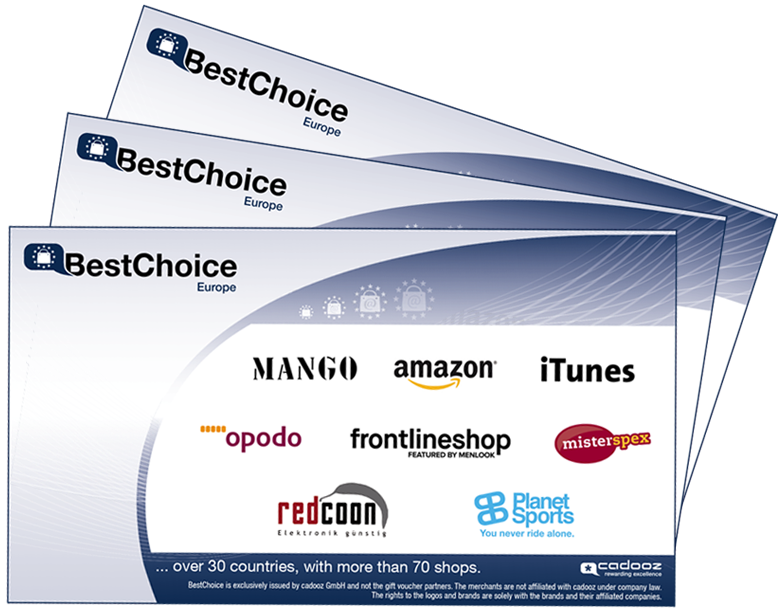 BestChoice
Europe
BestChoice
Europe
BestChoice
Europe
MANGO amazon iTunes
opodo frontlineshop misterspex
FEATURED BY MENLOOK
redcoon Planet
Sports
Elektronik günstig You never ride alone.
... over 30 countries, with more than 70 shops. cadooz
rewarding excellence
BestChoice is exclusively issued by cadooz GmbH and not the gift voucher partners. The merchants are not affiliated with cadooz under company law.
The rights to the logos and brands are solely with the brands and their affiliated companies.